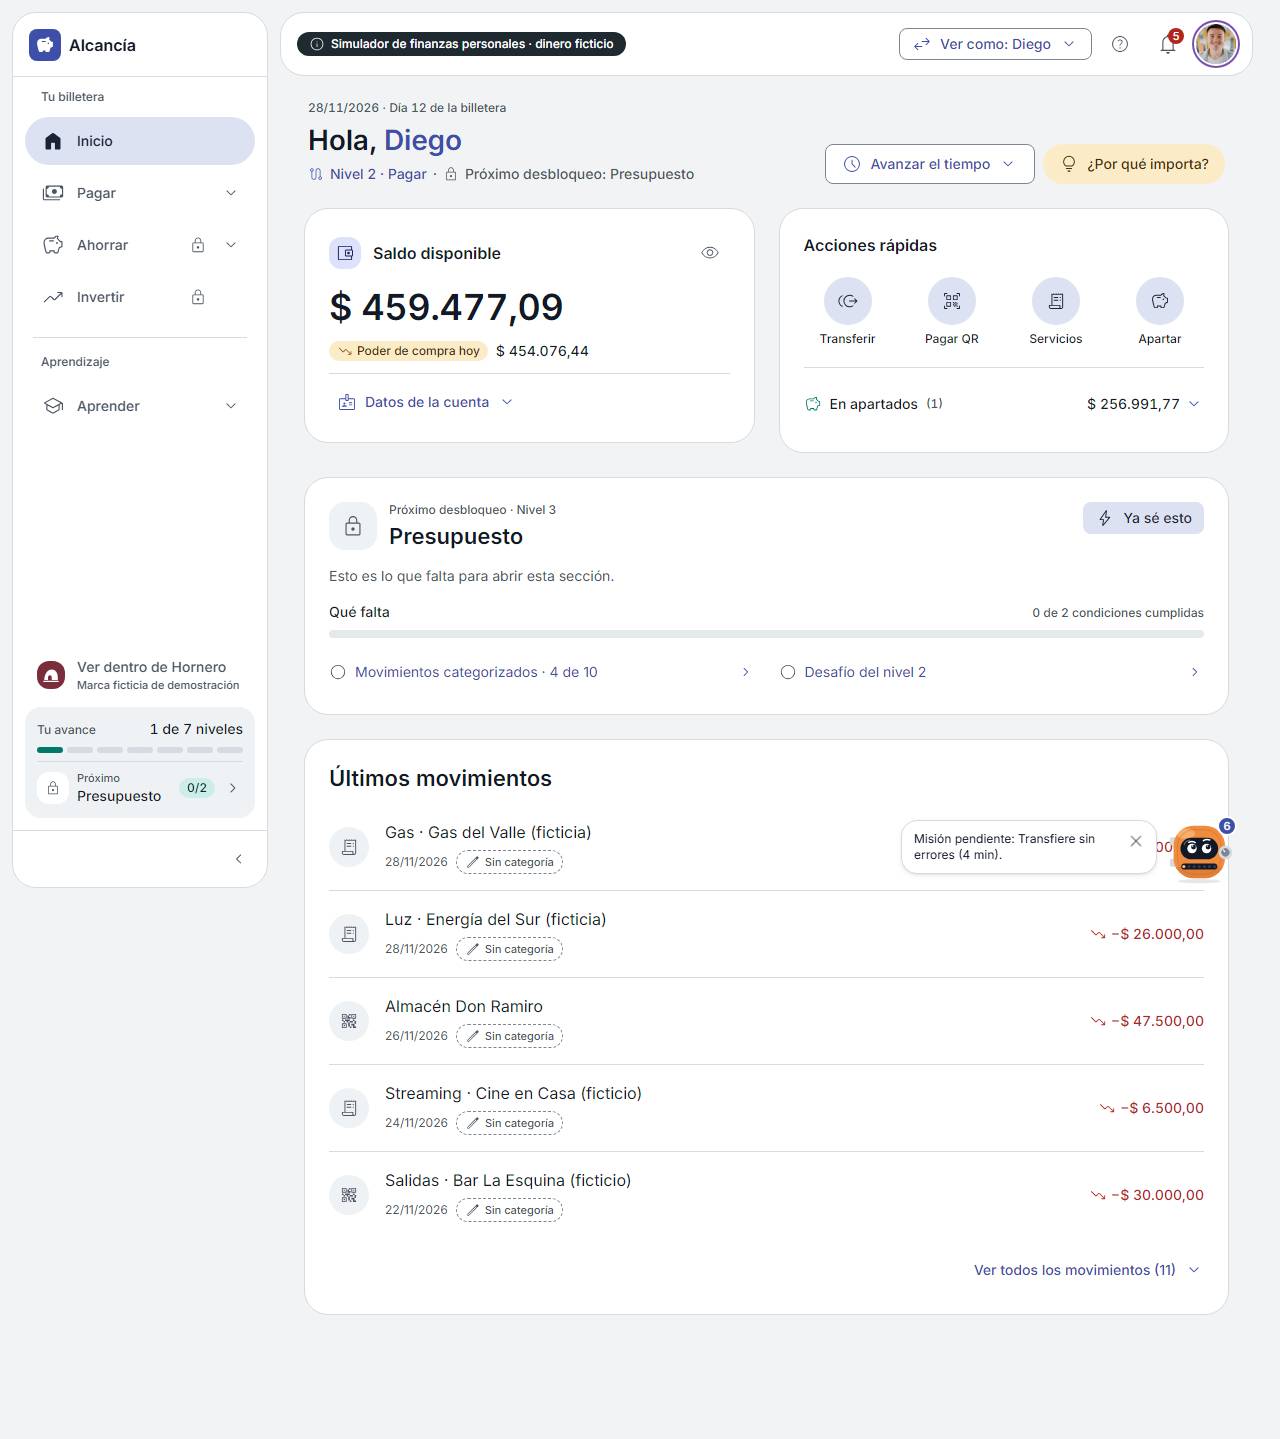 Alcancía
Tu billetera
Inicio
Pagar
Ahorrar
Invertir
Aprendizaje
Aprender
Ver dentro de Hornero
Marca ficticia de demostración
Tu avance
1 de 7 niveles
Próximo
Presupuesto
0/2
Simulador de finanzas personales · dinero ficticio
Ver como: Diego
5
28/11/2026 · Día 12 de la billetera
Hola, Diego
Nivel 2 · Pagar · Próximo desbloqueo: Presupuesto
Avanzar el tiempo
¿Por qué importa?
Saldo disponible
$ 459.477,09
Poder de compra hoy
$ 454.076,44
Datos de la cuenta
Acciones rápidas
Transferir
Pagar QR
Servicios
Apartar
En apartados (1)
$ 256.991,77
Próximo desbloqueo · Nivel 3
Presupuesto
Ya sé esto
Esto es lo que falta para abrir esta sección.
Qué falta
0 de 2 condiciones cumplidas
Movimientos categorizados · 4 de 10
Desafío del nivel 2
Últimos movimientos
Gas · Gas del Valle (ficticia)
28/11/2026
Sin categoría
Misión pendiente: Transfiere sin
errores (4 min).
6
Luz · Energía del Sur (ficticia)
28/11/2026
Sin categoría
−$ 26.000,00
Almacén Don Ramiro
26/11/2026
Sin categoría
−$ 47.500,00
Streaming · Cine en Casa (ficticio)
24/11/2026
Sin categoría
−$ 6.500,00
Salidas · Bar La Esquina (ficticio)
22/11/2026
Sin categoría
−$ 30.000,00
Ver todos los movimientos (11)